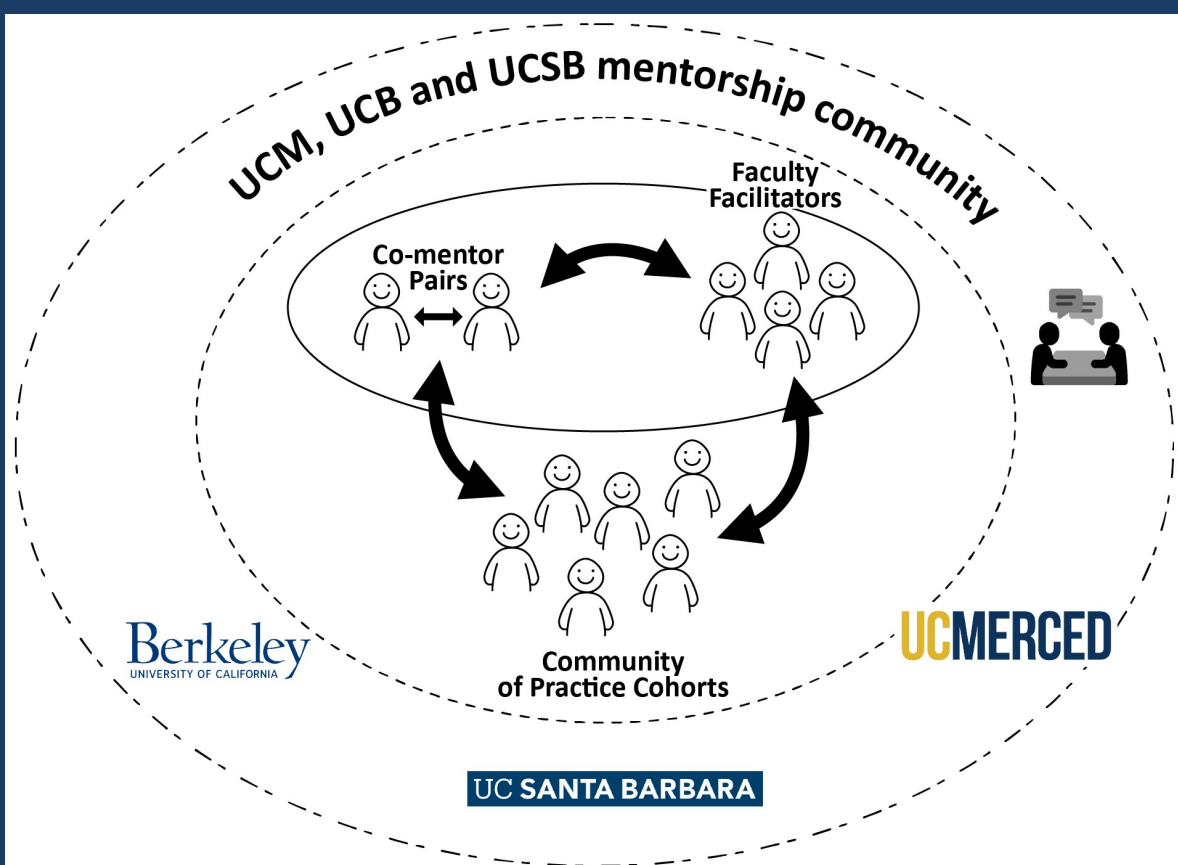 UCM, UCB and UCSB mentorship community
Faculty
Facilitators
Co-mentor
Pairs
Community
of Practice Cohorts
Berkeley
UNIVERSITY OF CALIFORNIA
UCMERCED
UC SANTA BARBARA